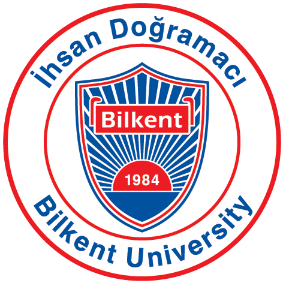 İhsan Doğramacı
Bilkent
1984
Bilkent University